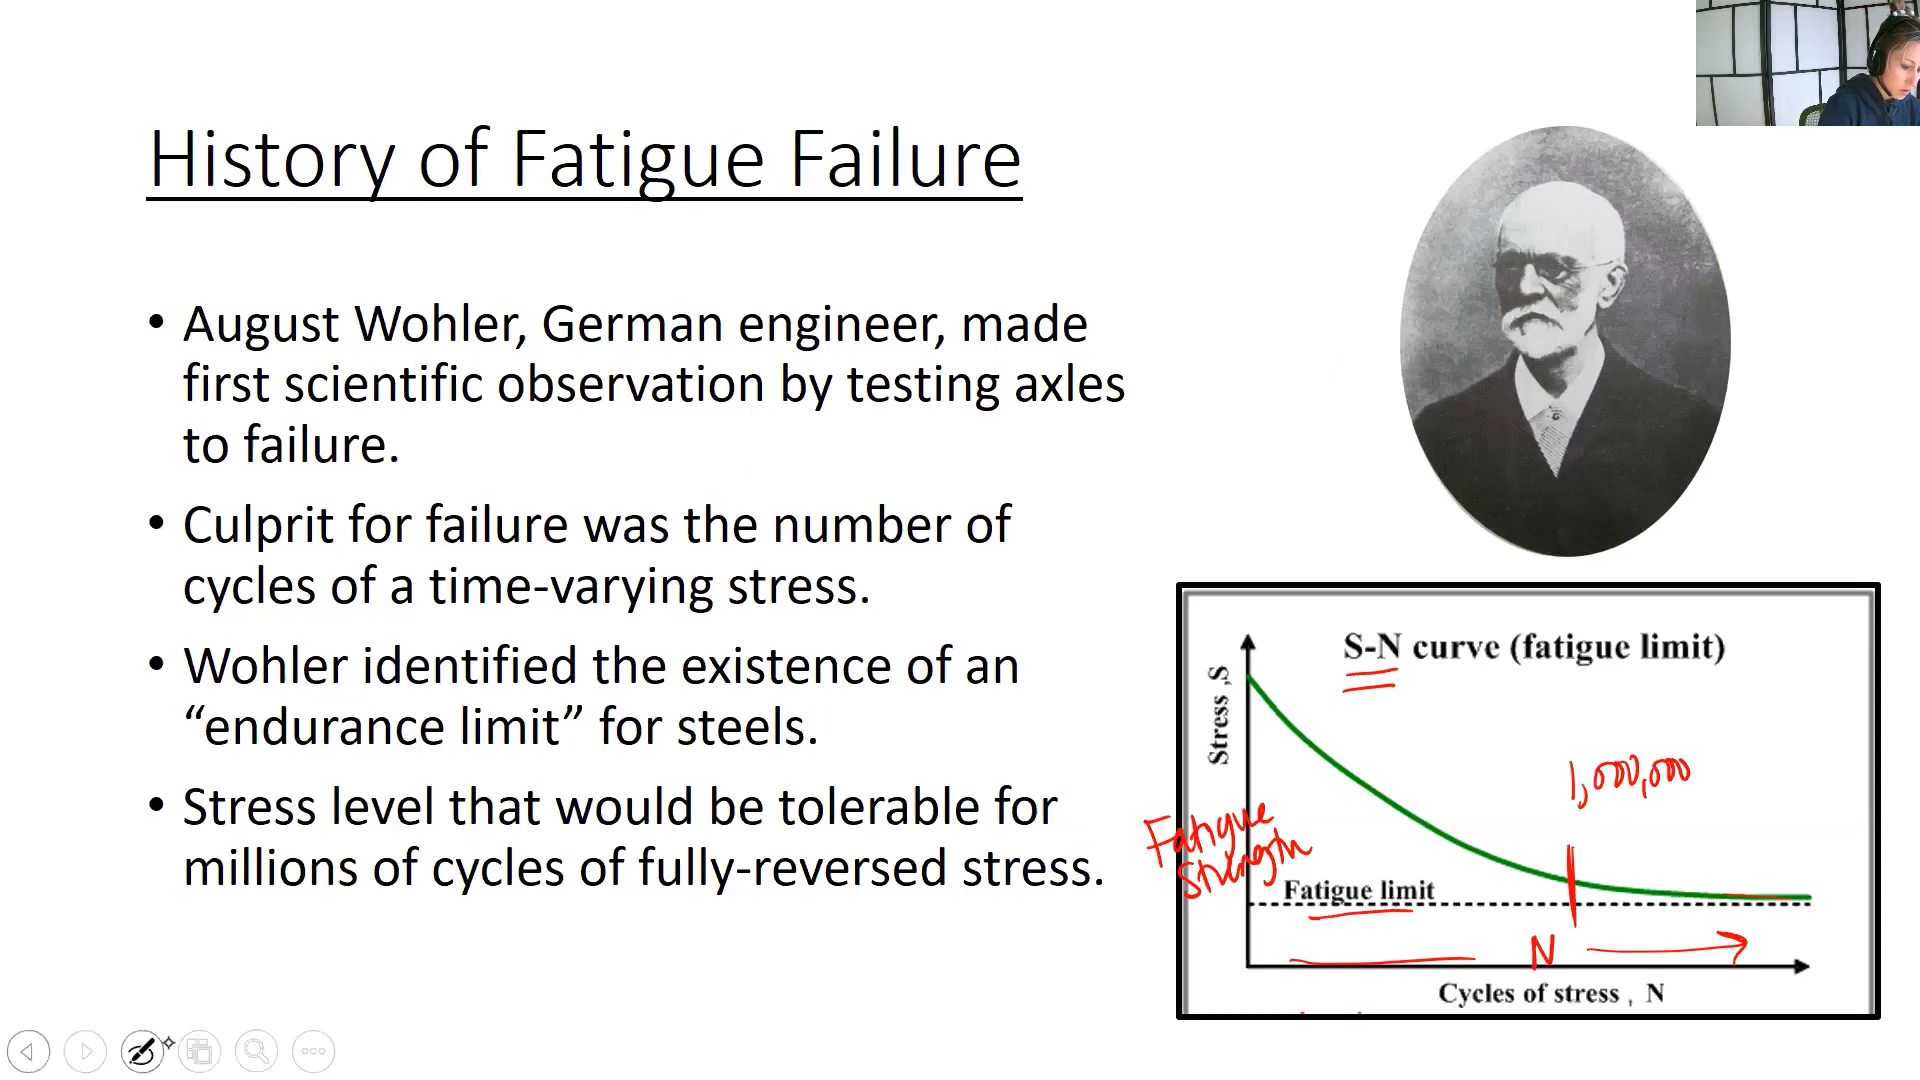 History of Fatigue Failure
• August Wohler, German engineer, made
first scientific observation by testing axles
to failure.
• Culprit for failure was the number of
cycles of a time-varying stress.
• Wohler identified the existence of an
“endurance limit” for steels.
• Stress level that would be tolerable for
millions of cycles of fully-reversed stress.
S-N curve (fatigue limit)
Stress ,S
1,000,000
Fatigue
Strength
Fatigue limit
N
Cycles of stress , N